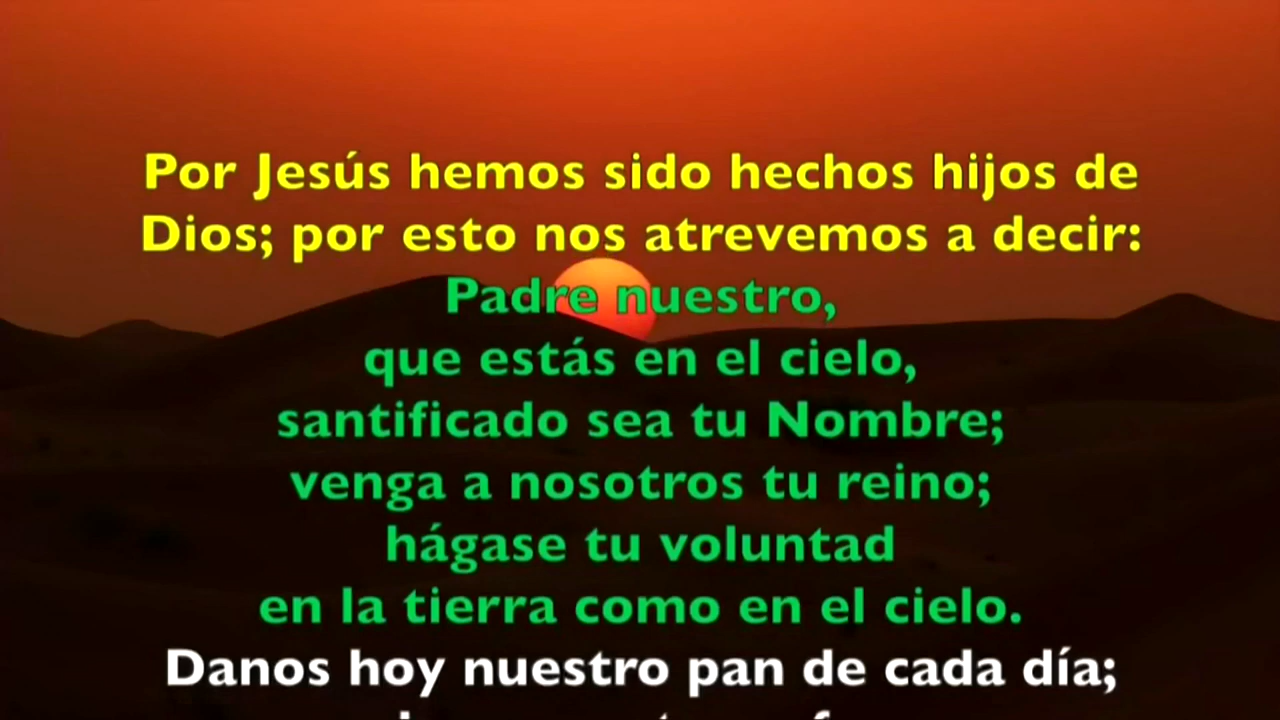 Por Jesús hemos sido hechos hijos de
Dios; por esto nos atrevemos a decir:
Padre nuestro,
que estás en el cielo,
santificado sea tu Nombre;
venga a nosotros tu reino;
hágase tu voluntad
en la tierra como en el cielo.
Danos hoy nuestro pan de cada día;